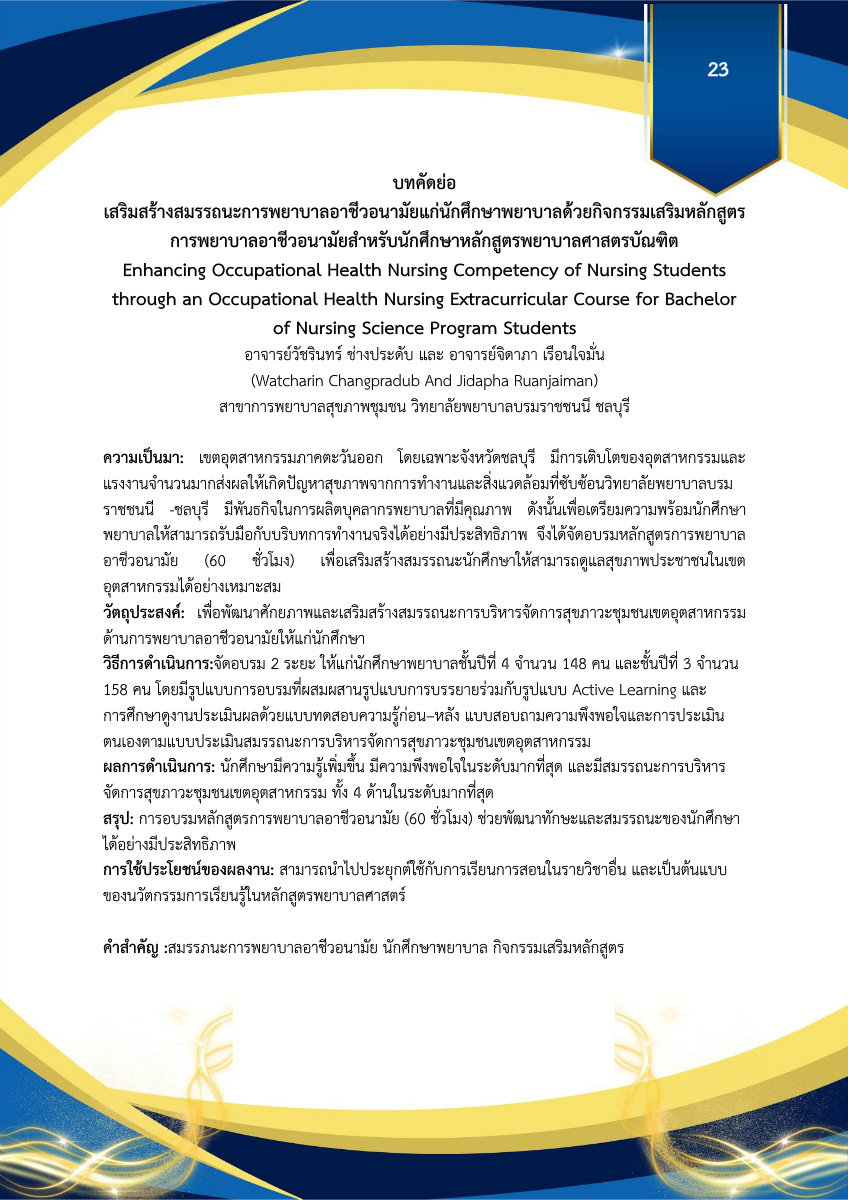 23
บทคัดย่อ
เสริมสร้างสมรรถนะการพยาบาลอาชีวอนามัยแก่นักศึกษาพยาบาลด้วยกิจกรรมเสริมหลักสูตร
การพยาบาลอาชีวอนามัยสำหรับนักศึกษาหลักสูตรพยาบาลศาสตรบัณฑิต
Enhancing Occupational Health Nursing Competency of Nursing Students
through an Occupational Health Nursing Extracurricular Course for Bachelor
of Nursing Science Program Students
อาจารย์วัชรินทร์ ช่างประดับ และ อาจารย์จิดาภา เรือนใจมั่น
(Watcharin Changpradub And Jidapha Ruanjaiman)
สาขาการพยาบาลสุขภาพชุมชน วิทยาลัยพยาบาลบรมราชชนนี ชลบุรี
ความเป็นมา: เขตอุตสาหกรรมภาคตะวันออก โดยเฉพาะจังหวัดชลบุรี มีการเติบโตของอุตสาหกรรมและ
แรงงานจำนวนมากส่งผลให้เกิดปัญหาสุขภาพจากการทำงานและสิ่งแวดล้อมที่ซับซ้อนวิทยาลัยพยาบาลบรม
ราชชนนี -ชลบุรี มีพันธกิจในการผลิตบุคลากรพยาบาลที่มีคุณภาพ ดังนั้นเพื่อเตรียมความพร้อมนักศึกษา
พยาบาลให้สามารถรับมือกับบริบทการทำงานจริงได้อย่างมีประสิทธิภาพ จึงได้จัดอบรมหลักสูตรการพยาบาล
อาชีวอนามัย (60 ชั่วโมง) เพื่อเสริมสร้างสมรรถนะนักศึกษาให้สามารถดูแลสุขภาพประชาชนในเขต
อุตสาหกรรมได้อย่างเหมาะสม
วัตถุประสงค์: เพื่อพัฒนาศักยภาพและเสริมสร้างสมรรถนะการบริหารจัดการสุขภาวะชุมชนเขตอุตสาหกรรม
ด้านการพยาบาลอาชีวอนามัยให้แก่นักศึกษา
วิธีการดำเนินการ:จัดอบรม 2 ระยะ ให้แก่นักศึกษาพยาบาลชั้นปีที่ 4 จำนวน 148 คน และชั้นปีที่ 3 จำนวน
158 คน โดยมีรูปแบบการอบรมที่ผสมผสานรูปแบบการบรรยายร่วมกับรูปแบบ Active Learning และ
การศึกษาดูงานประเมินผลด้วยแบบทดสอบความรู้ก่อน–หลัง แบบสอบถามความพึงพอใจและการประเมิน
ตนเองตามแบบประเมินสมรรถนะการบริหารจัดการสุขภาวะชุมชนเขตอุตสาหกรรม
ผลการดำเนินการ: นักศึกษามีความรู้เพิ่มขึ้น มีความพึงพอใจในระดับมากที่สุด และมีสมรรถนะการบริหาร
จัดการสุขภาวะชุมชนเขตอุตสาหกรรม ทั้ง 4 ด้านในระดับมากที่สุด
สรุป: การอบรมหลักสูตรการพยาบาลอาชีวอนามัย (60 ชั่วโมง) ช่วยพัฒนาทักษะและสมรรถนะของนักศึกษา
ได้อย่างมีประสิทธิภาพ
การใช้ประโยชน์ของผลงาน: สามารถนำไปประยุกต์ใช้กับการเรียนการสอนในรายวิชาอื่น และเป็นต้นแบบ
ของนวัตกรรมการเรียนรู้ในหลักสูตรพยาบาลศาสตร์
คำสำคัญ :สมรรภนะการพยาบาลอาชีวอนามัย นักศึกษาพยาบาล กิจกรรมเสริมหลักสูตร